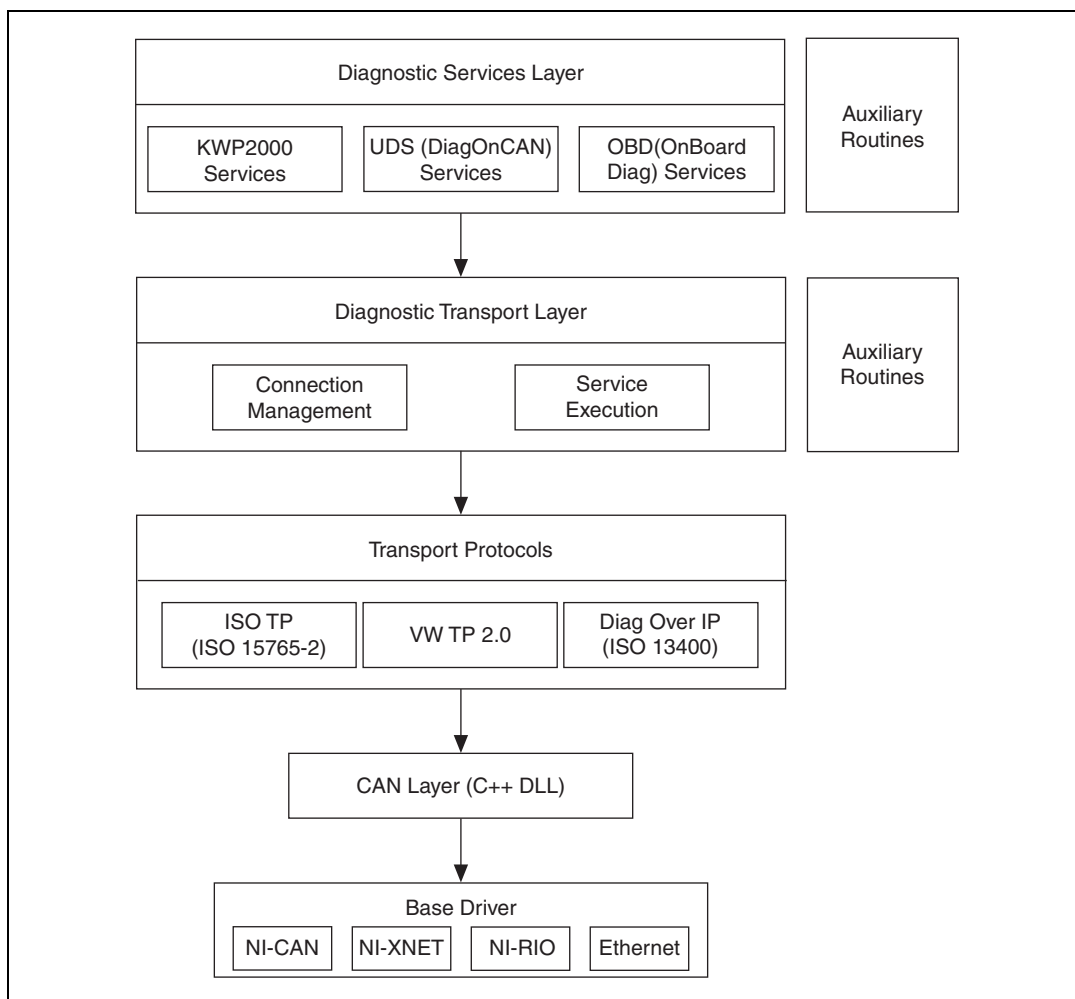 Diagnostic Services Layer
KWP2000
Services
UDS (DiagOnCAN)
Services
OBD(OnBoard
Diag) Services
Auxiliary
Routines
Diagnostic Transport Layer
Connection
Management
Service
Execution
Auxiliary
Routines
Transport Protocols
ISO TP
(ISO 15765-2)
VW TP 2.0
Diag Over IP
(ISO 13400)
CAN Layer (C++ DLL)
Base Driver
NI-CAN
NI-XNET
NI-RIO
Ethernet